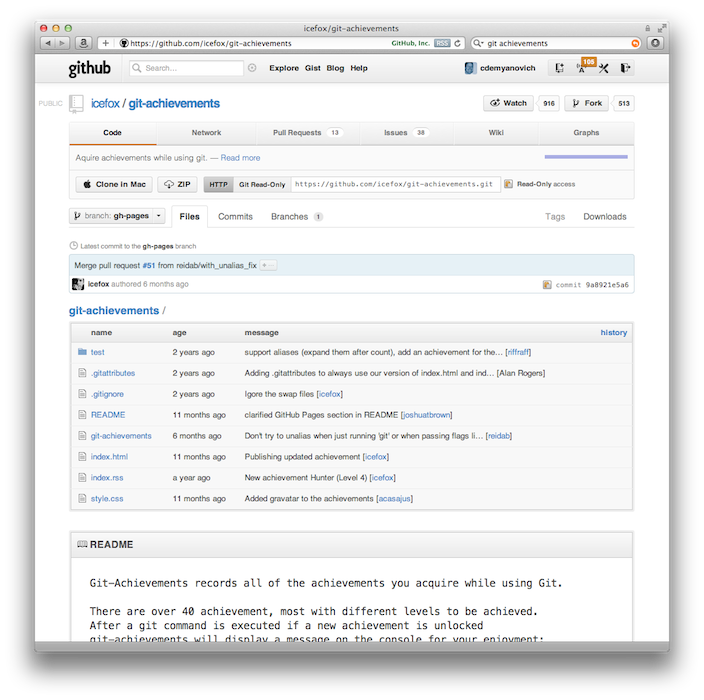 icefox/git-achievements
https://github.com/icefox/git-achievements GitHub, Inc. RSS git achievements
github Search... Explore Gist Blog Help cdemyanovich 105
PUBLIC icefox / git-achievements Watch 916 Fork 513
Code Network Pull Requests 13 Issues 38 Wiki Graphs
Aquire achievements while using git. — Read more
Clone in Mac ZIP HTTP Git Read-Only https://github.com/icefox/git-achievements.git Read-Only access
branch: gh-pages Files Commits Branches 1 Tags Downloads
Latest commit to the gh-pages branch
Merge pull request #51 from reidab/with_unalias_fix
icefox authored 6 months ago commit 9a8921e5a6
git-achievements /
name age message history
test 2 years ago support aliases (expand them after count), add an achievement for the… [riffraff]
.gitattributes 2 years ago Adding .gitattributes to always use our version of index.html and ind… [Alan Rogers]
.gitignore 2 years ago Igore the swap files [icefox]
README 11 months ago clarified GitHub Pages section in README [joshuatbrown]
git-achievements 6 months ago Don't try to unalias when just running 'git' or when passing flags li… [reidab]
index.html 11 months ago Publishing updated achievement [icefox]
index.rss a year ago New achievement Hunter (Level 4) [icefox]
style.css 11 months ago Added gravatar to the achievements [acasajus]
README
Git-Achievements records all of the achievements you acquire while using Git.
There are over 40 achievement, most with different levels to be achieved.
After a git command is executed if a new achievement is unlocked
git-achievements will display a message on the console for your enjoyment: